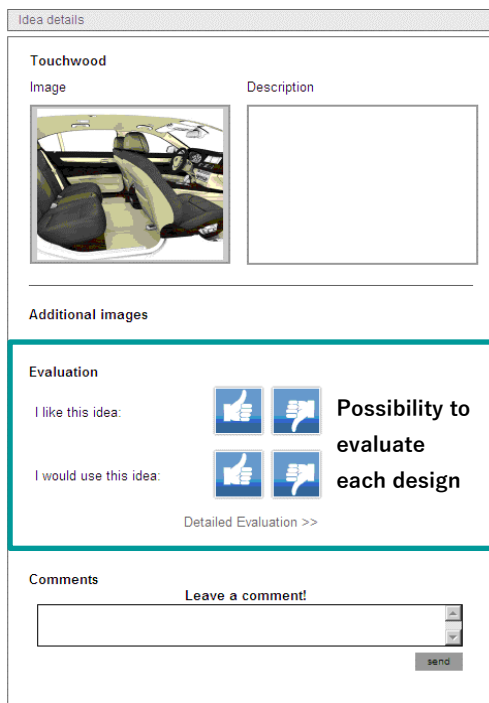 Idea details
Touchwood
Image
Description
Additional images
Evaluation
I like this idea:
Possibility to
evaluate
each design
I would use this idea:
Detailed Evaluation >>
Comments
Leave a comment!
send